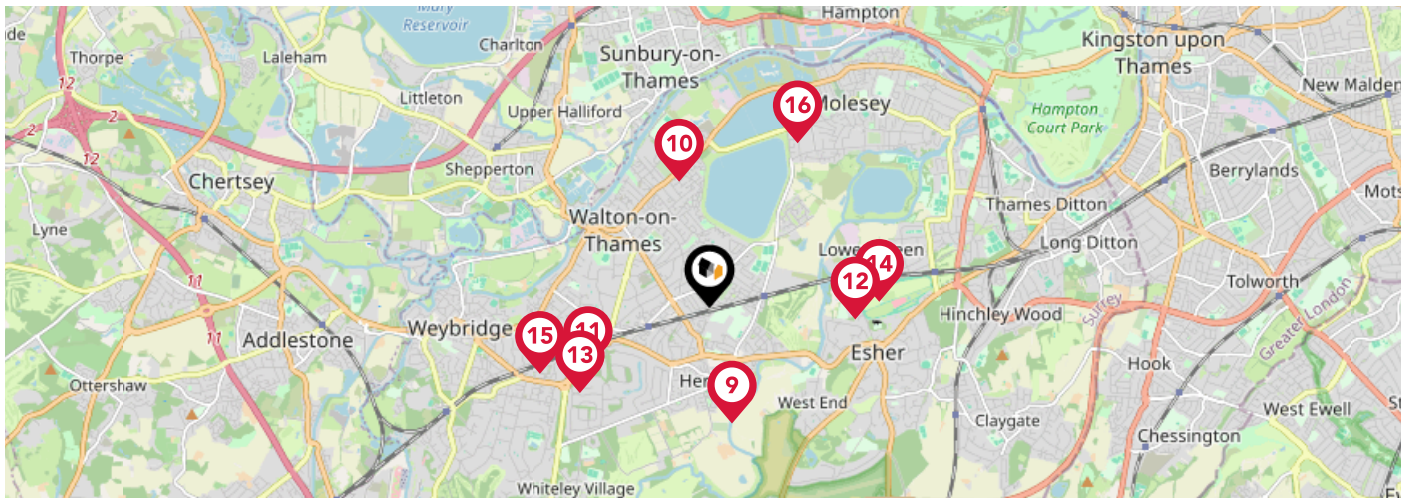 Mary
Reservoir
Hampton
Charlton
Sunbury-on-
Thames
Kingston upon
Thames
Thorpe
Laleham
12
Littleton
Upper Halliford
New Malden
2
2
16
Molesey
Hampton
Court Park
12
10
Shepperton
Chertsey
Berrylands
Lyne
Walton-on-
Thames
Thames Ditton
Long Ditton
14
12
11
Tolworth
Surrey
Greater London
Hinchley Wood
Weybridge
15
11
13
11
Addlestone
Esher
Hook
Ottershaw
9
West End
Claygate
West Ewell
Chessington
Whiteley Village